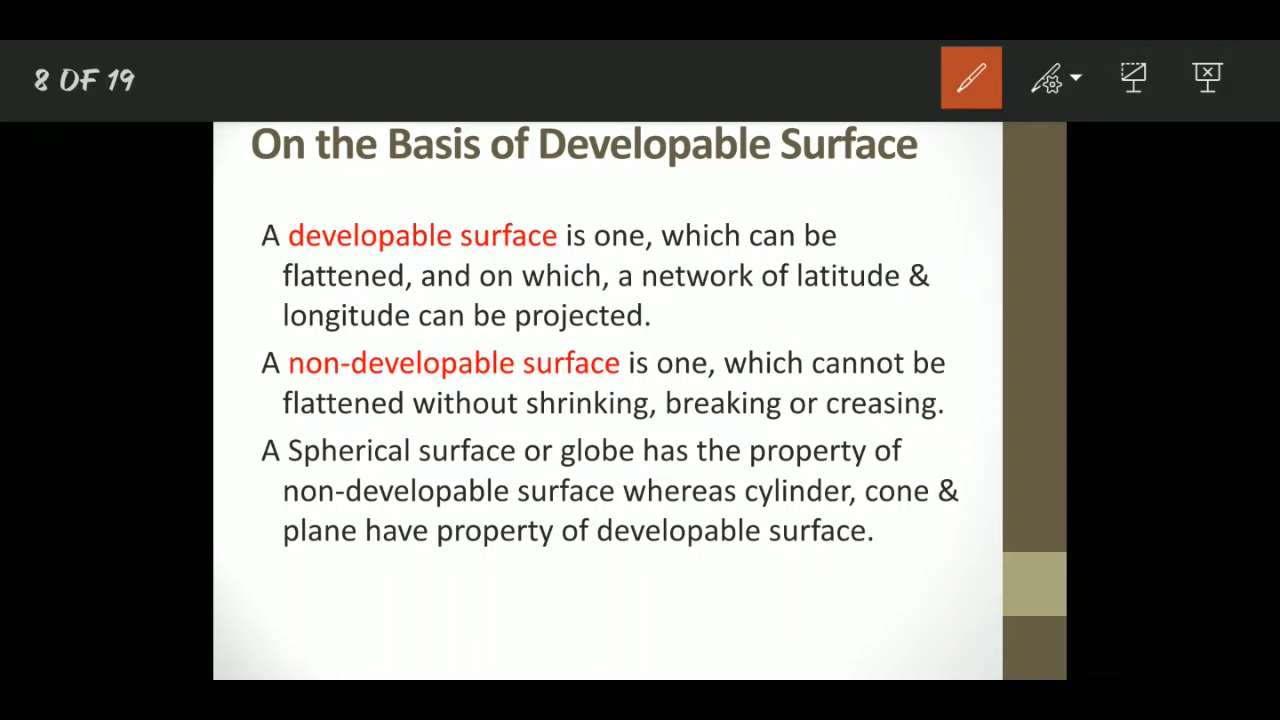 8 OF 19
On the Basis of Developable Surface
A developable surface is one, which can be
flattened, and on which, a network of latitude &
longitude can be projected.
A non-developable surface is one, which cannot be
flattened without shrinking, breaking or creasing.
A Spherical surface or globe has the property of
non-developable surface whereas cylinder, cone &
plane have property of developable surface.